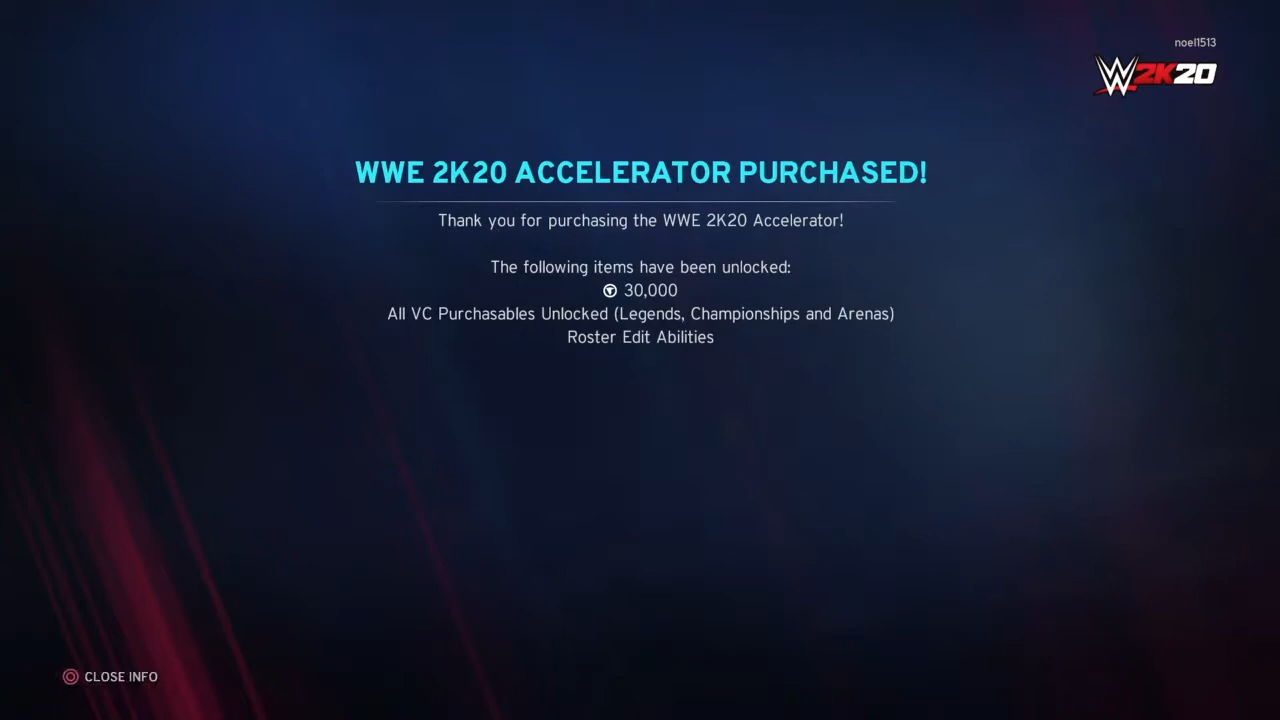 noel1513
W2K20
WWE 2K20 ACCELERATOR PURCHASED!
Thank you for purchasing the WWE 2K20 Accelerator!
The following items have been unlocked:
30,000
All VC Purchasables Unlocked (Legends, Championships and Arenas)
Roster Edit Abilities
CLOSE INFO